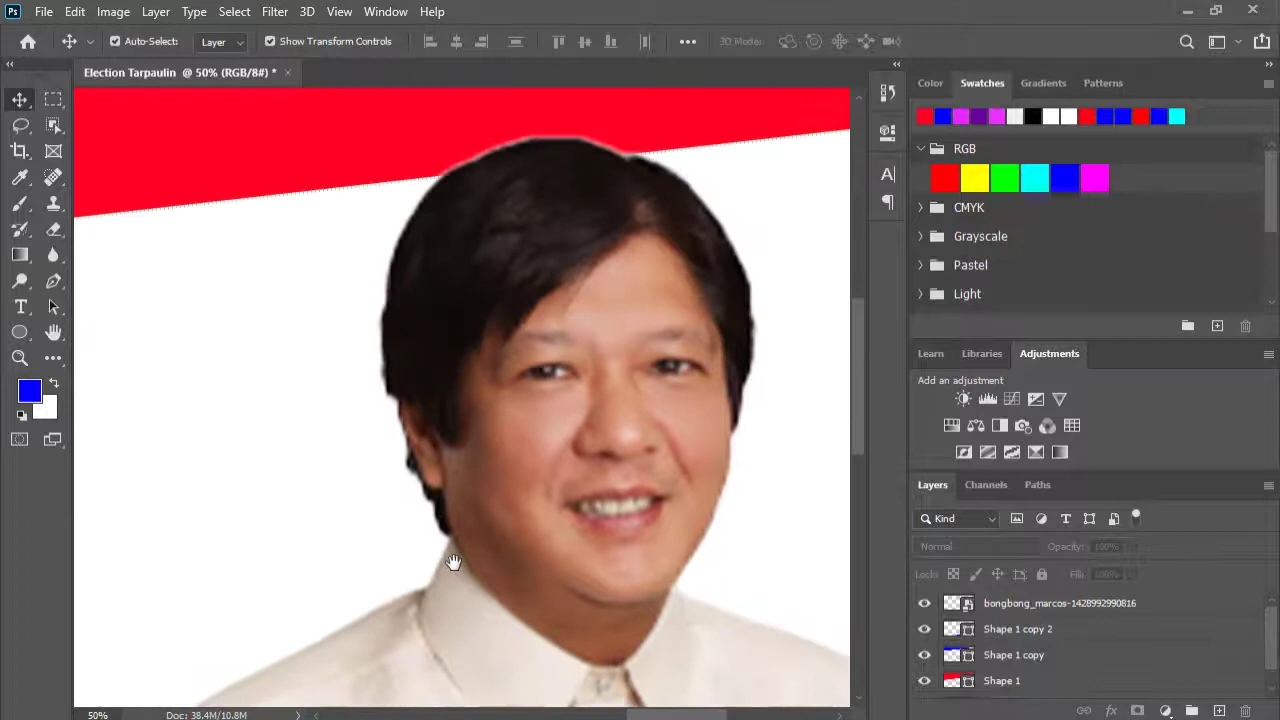 Ps File Edit Image Layer Type Select Filter 3D View Window Help
Auto-Select: Layer Show Transform Controls 3D Mode:
Election Tarpaulin @ 50% (RGB/8#) * ×
Color Swatches Gradients Patterns
RGB
CMYK
Grayscale
Pastel
Light
Learn Libraries Adjustments
Add an adjustment
Layers Channels Paths
Kind
Normal Opacity: 100%
Lock: Fill: 100%
bongbong_marcos-1428992990816
Shape 1 copy 2
Shape 1 copy
Shape 1
50% Doc: 38.4M/10.8M